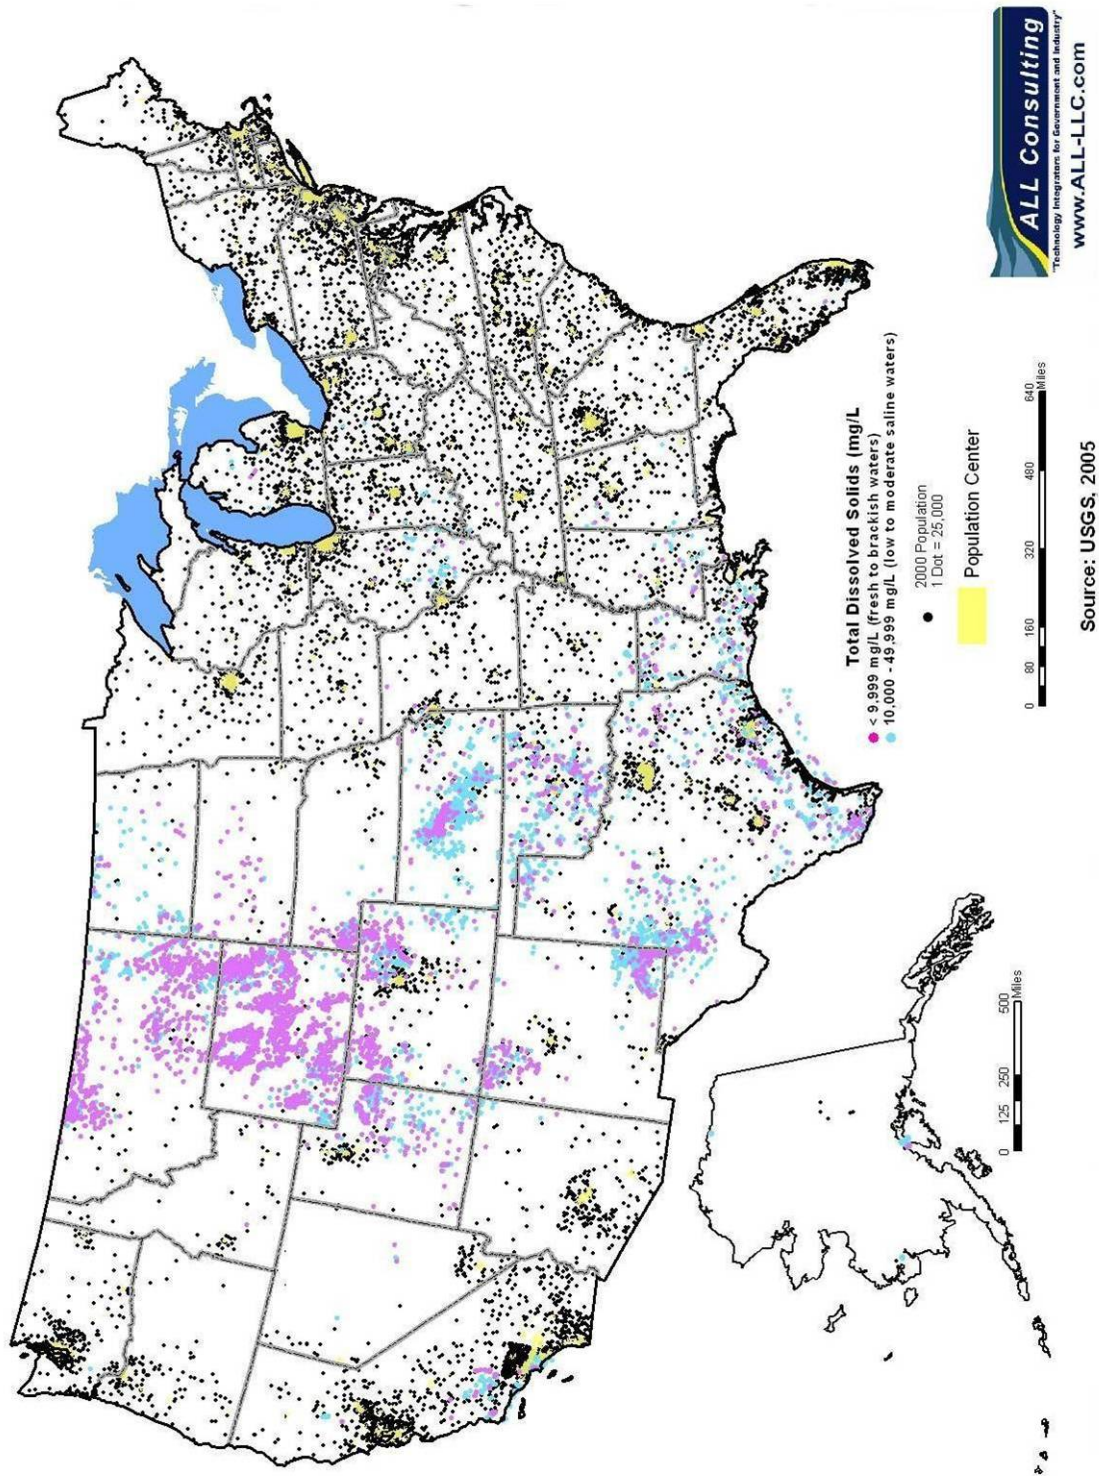 Total Dissolved Solids (mg/L
< 9,999 mg/L (fresh to brackish waters)
10,000 - 49,999 mg/L (low to moderate saline waters)
2000 Population
1 Dot = 25,000
Population Center
0 80 160 320 480 640
Miles
0 125 250 500
Miles
Source: USGS, 2005
ALL Consulting
"Technology Integrators for Government and Industry"
www.ALL-LLC.com